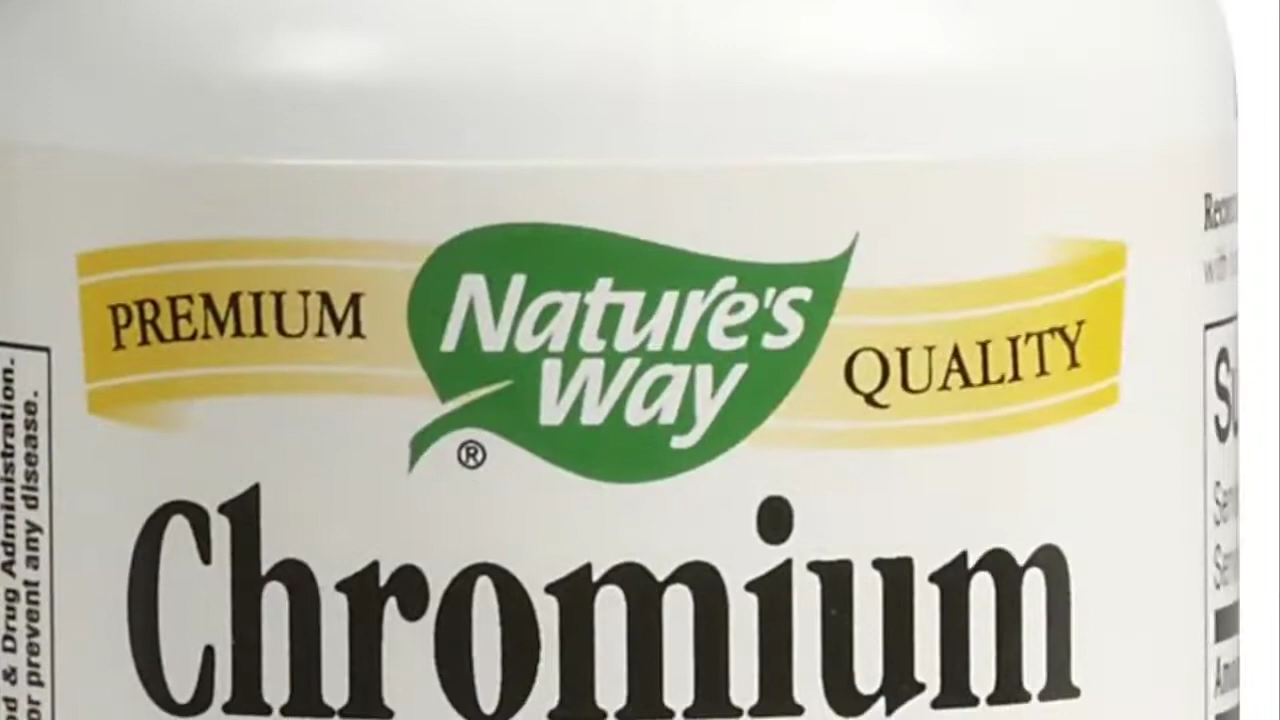 PREMIUM
Nature's
Way
QUALITY
®
Chromium
d & Drug Administration.
or prevent any disease.